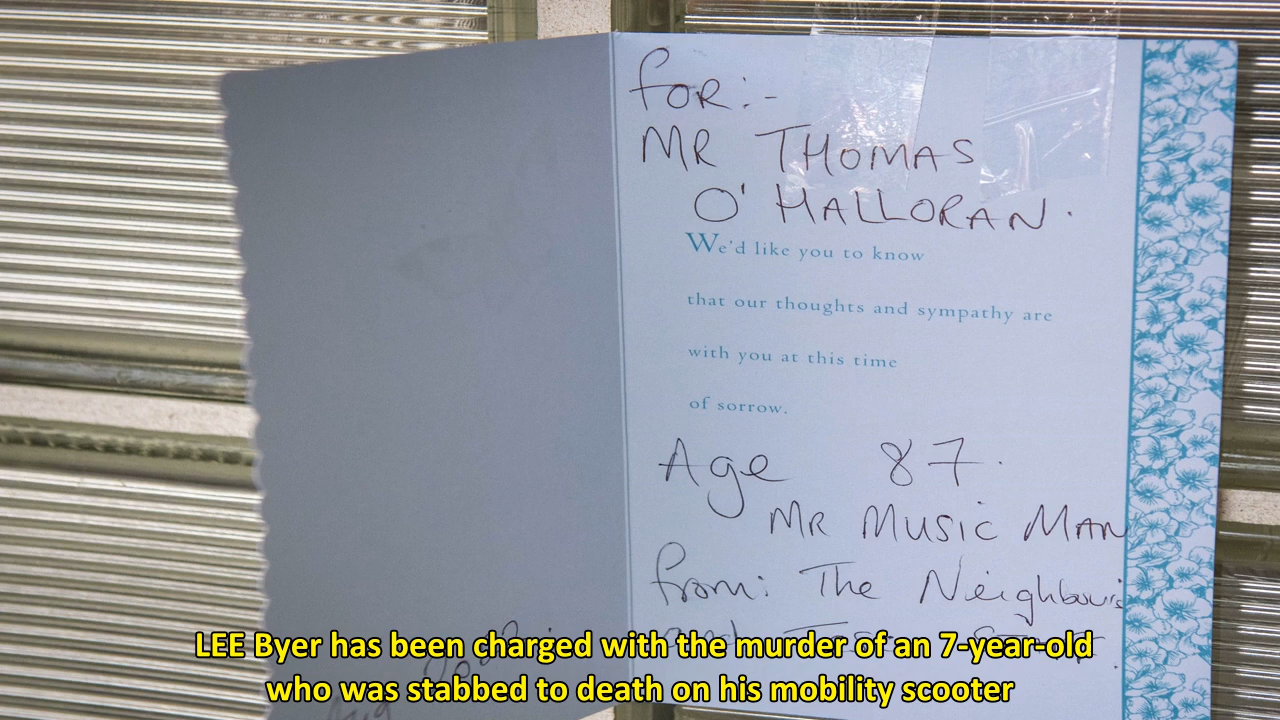 for:-
MR THOMAS
O'HALLORAN.
We'd like you to know
that our thoughts and sympathy are
with you at this time
of sorrow.
Age 87.
MR MUSIC MAN
from: The Neighbours
LEE Byer has been charged with the murder of an 7-year-old
who was stabbed to death on his mobility scooter